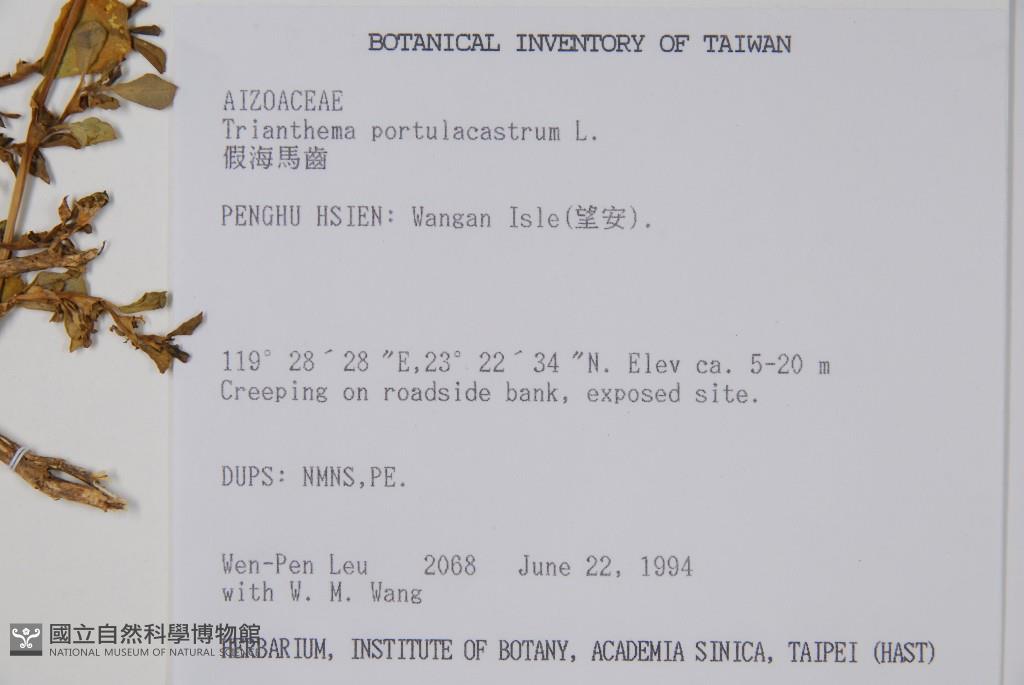 BOTANICAL INVENTORY OF TAIWAN
AIZOACEAE
Trianthema portulacastrum L.
假海馬齒
PENGHU HSIEN: Wangan Isle(望安).
119° 28´28 ″E,23° 22´34 ″N. Elev ca. 5-20 m
Creeping on roadside bank, exposed site.
DUPS: NMNS,PE.
Wen-Pen Leu 2068 June 22, 1994
with W. M. Wang
HERBARIUM, INSTITUTE OF BOTANY, ACADEMIA SINICA, TAIPEI (HAST)
國立自然科學博物館
NATIONAL MUSEUM OF NATURAL SCIENCE